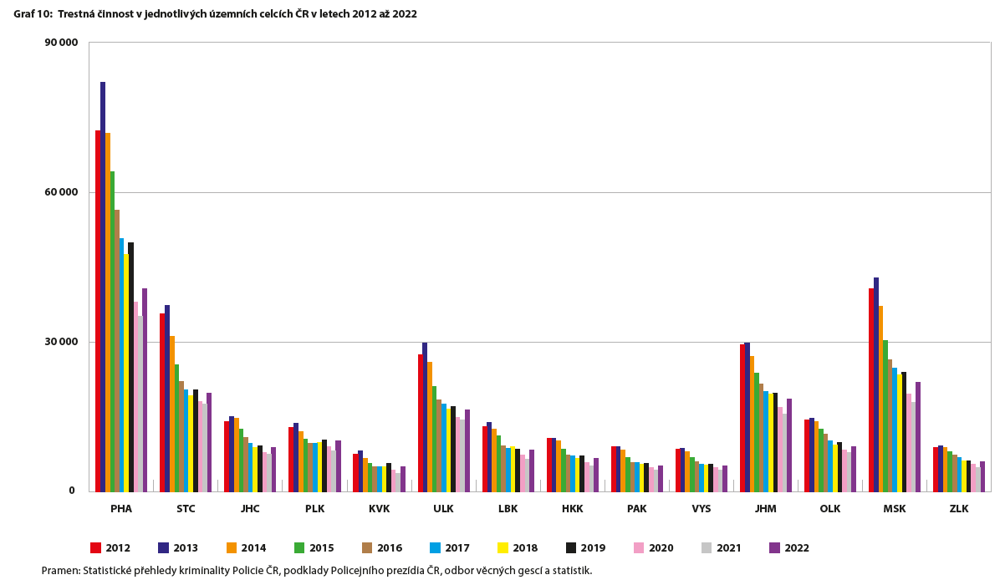 Graf 10: Trestná činnost v jednotlivých územních celcích ČR v letech 2012 až 2022
90 000
60 000
30 000
0
PHA STC JHC PLK KVK ULK LBK HKK PAK VYS JHM OLK MSK ZLK
2012 2013 2014 2015 2016 2017 2018 2019 2020 2021 2022
Pramen: Statistické přehledy kriminality Policie ČR, podklady Policejního prezídia ČR, odbor věcných gescí a statistik.